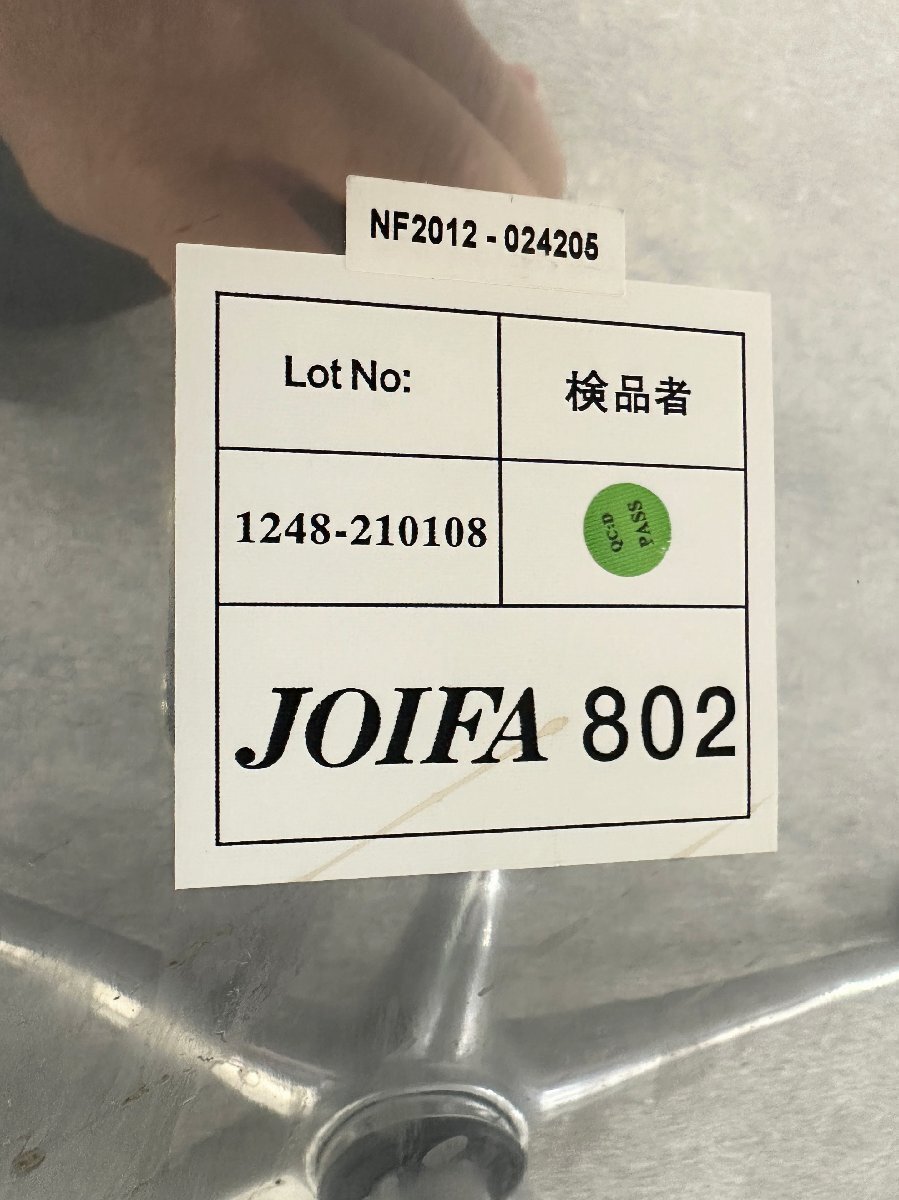 NF2012 - 024205
Lot No:
検品者
1248-210108
QC:D
PASS
JOIFA 802